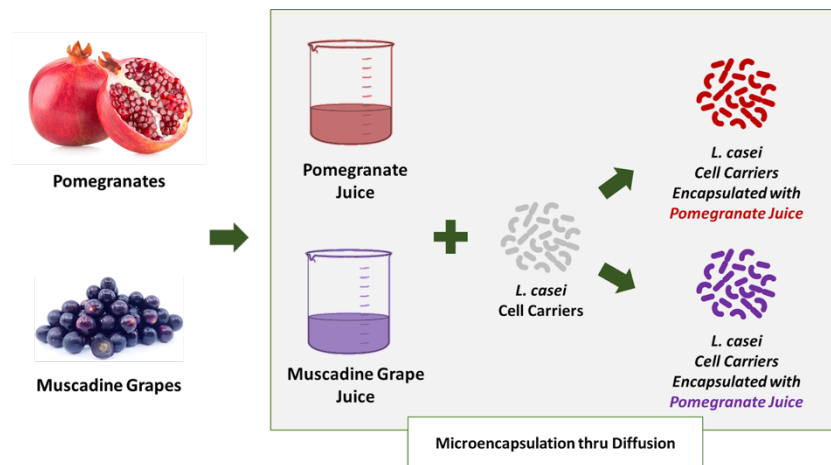 Pomegranates
Muscadine Grapes
Pomegranate
Juice
Muscadine Grape
Juice
L. casei
Cell Carriers
L. casei
Cell Carriers
Encapsulated with
Pomegranate Juice
L. casei
Cell Carriers
Encapsulated with
Pomegranate Juice
Microencapsulation thru Diffusion